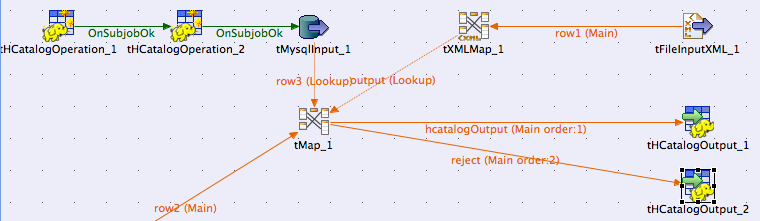 OnSubjobOk
OnSubjobOk
row1 (Main)
tHCatalogOperation_1
tHCatalogOperation_2
tMysqlInput_1
tXMLMap_1
tFileInputXML_1
row3 (Lookup)
output (Lookup)
hcatalogOutput (Main order:1)
tMap_1
tHCatalogOutput_1
reject (Main order:2)
row2 (Main)
tHCatalogOutput_2